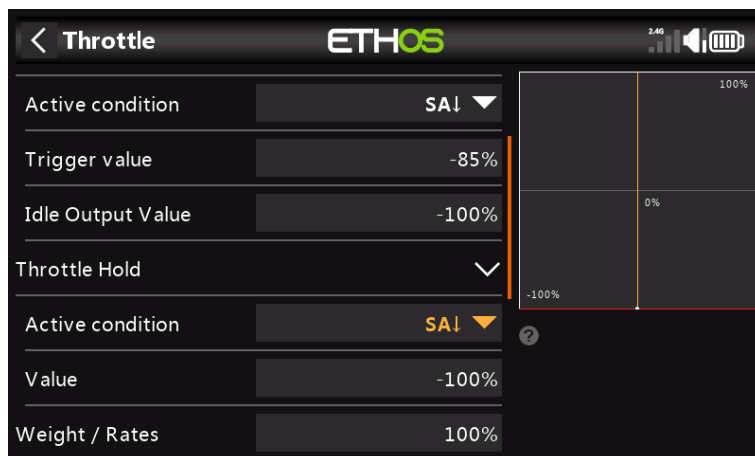 Throttle ETHOS 2.4G
Active condition SA↓
Trigger value -85%
Idle Output Value -100%
Throttle Hold
Active condition SA↓
Value -100%
Weight / Rates 100%
100%
0%
-100%
?